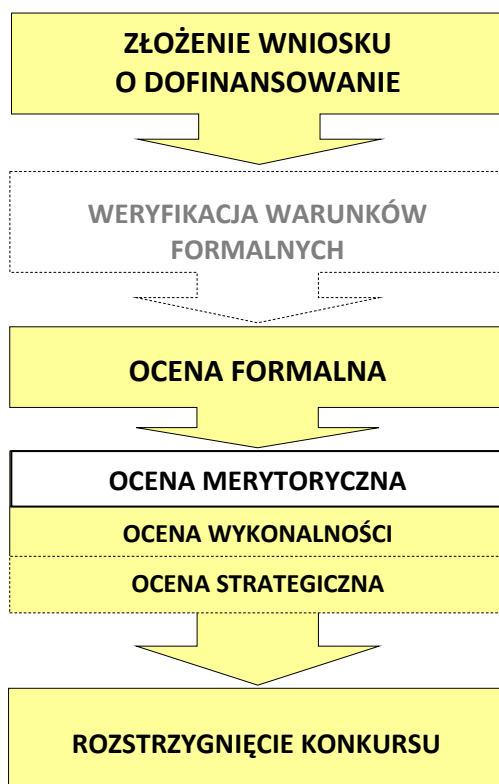 ZŁOŻENIE WNIOSKU
O DOFINANSOWANIE
WERYFIKACJA WARUNKÓW
FORMALNYCH
OCENA FORMALNA
OCENA MERYTORYCZNA
OCENA WYKONALNOŚCI
OCENA STRATEGICZNA
ROZSTRZYGNIĘCIE KONKURSU